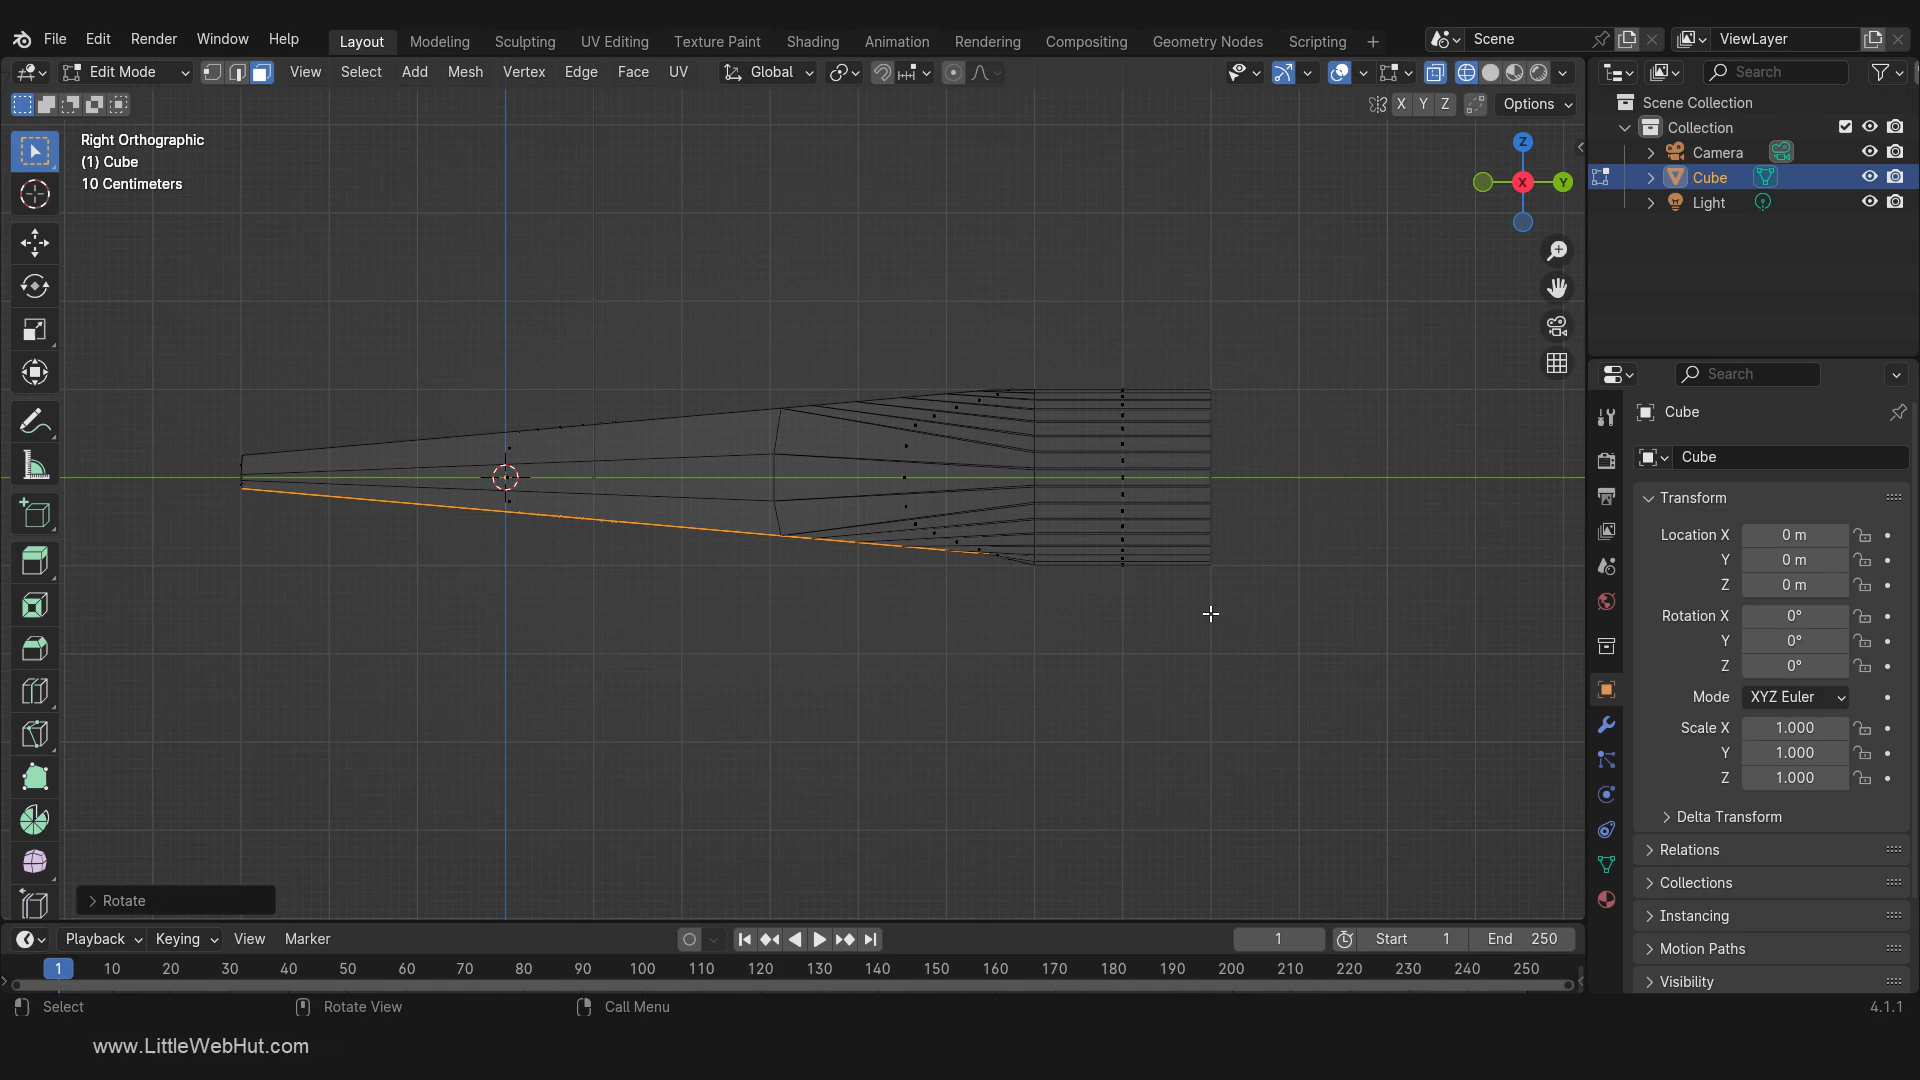 File Edit Render Window Help Layout Modeling Sculpting UV Editing Texture Paint Shading Animation Rendering Compositing Geometry Nodes Scripting + Scene ViewLayer
Edit Mode View Select Add Mesh Vertex Edge Face UV Global Search
X Y Z Options Scene Collection
Collection
Right Orthographic
(1) Cube
10 Centimeters
Z
X
Y
Camera
Cube
Light
Search
Cube
Cube
Transform
Location X 0 m
Y 0 m
Z 0 m
Rotation X 0°
Y 0°
Z 0°
Mode XYZ Euler
Scale X 1.000
Y 1.000
Z 1.000
Delta Transform
Relations
Collections
Instancing
Motion Paths
Visibility
Rotate
Playback Keying View Marker 1 Start 1 End 250
1 10 20 30 40 50 60 70 80 90 100 110 120 130 140 150 160 170 180 190 200 210 220 230 240 250
Select Rotate View Call Menu 4.1.1
www.LittleWebHut.com